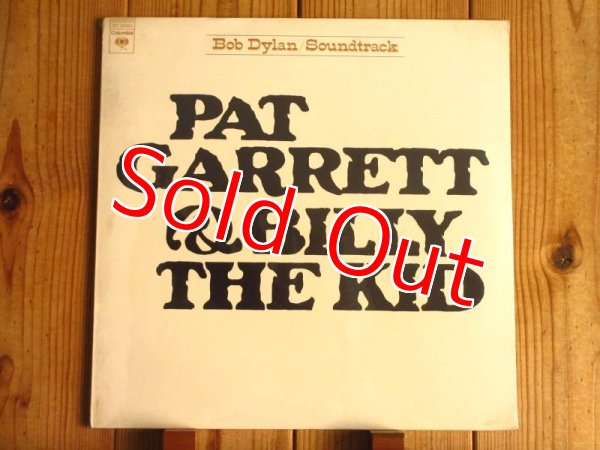 Columbia
Bob Dylan/Soundtrack
PAT
GARRETT
& BILLY
THE KID
Sold Out